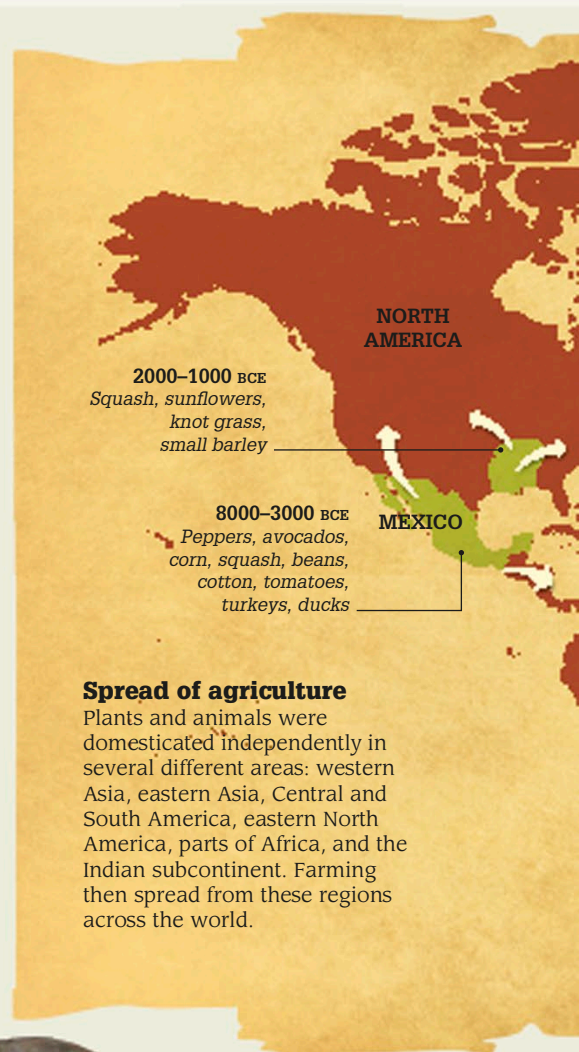 NORTH
AMERICA
2000–1000 BCE
Squash, sunflowers,
knot grass,
small barley
8000–3000 BCE
Peppers, avocados,
corn, squash, beans,
cotton, tomatoes,
turkeys, ducks
MEXICO
Spread of agriculture
Plants and animals were
domesticated independently in
several different areas: western
Asia, eastern Asia, Central and
South America, eastern North
America, parts of Africa, and the
Indian subcontinent. Farming
then spread from these regions
across the world.